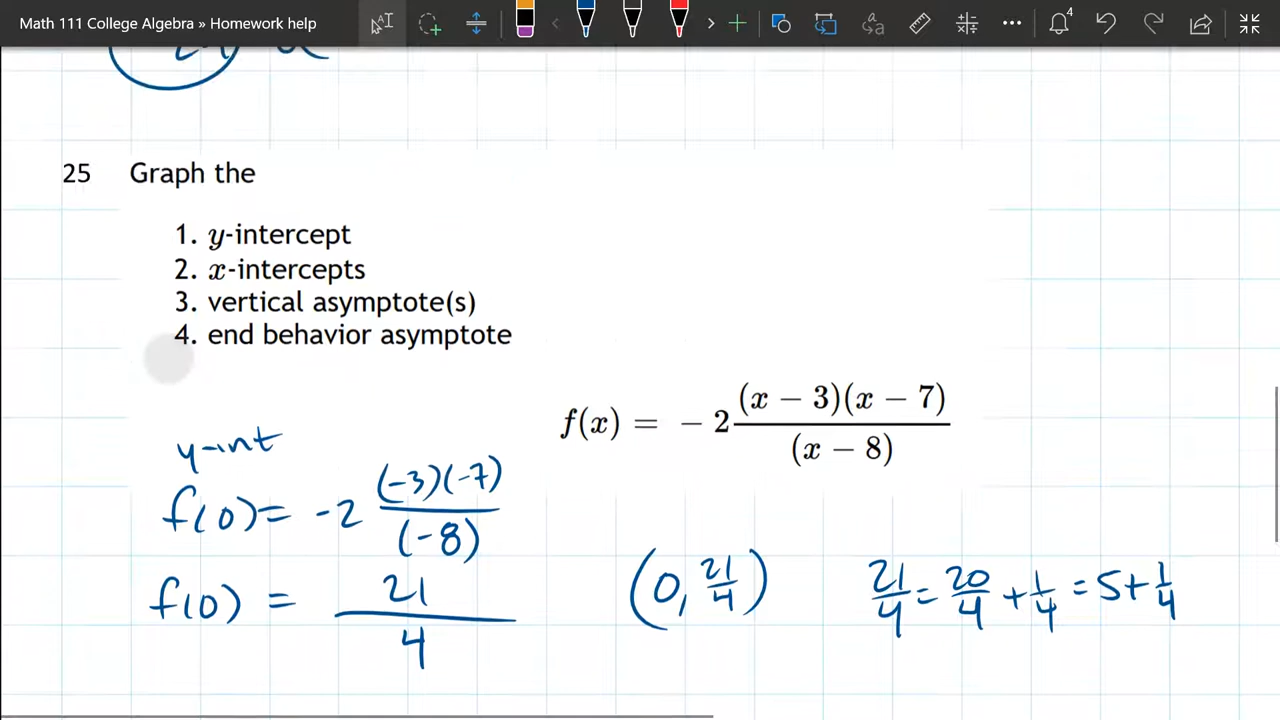 Math 111 College Algebra » Homework help
4
25 Graph the
1. y-intercept
2. x-intercepts
3. vertical asymptote(s)
4. end behavior asymptote
f(x) = −2 (x − 3)(x − 7) / (x − 8)
y-int
f(0) = -2 (-3)(-7) / (-8)
f(0) = 21 / 4
(0, 21/4)
21/4 = 20/4 + 1/4 = 5 + 1/4